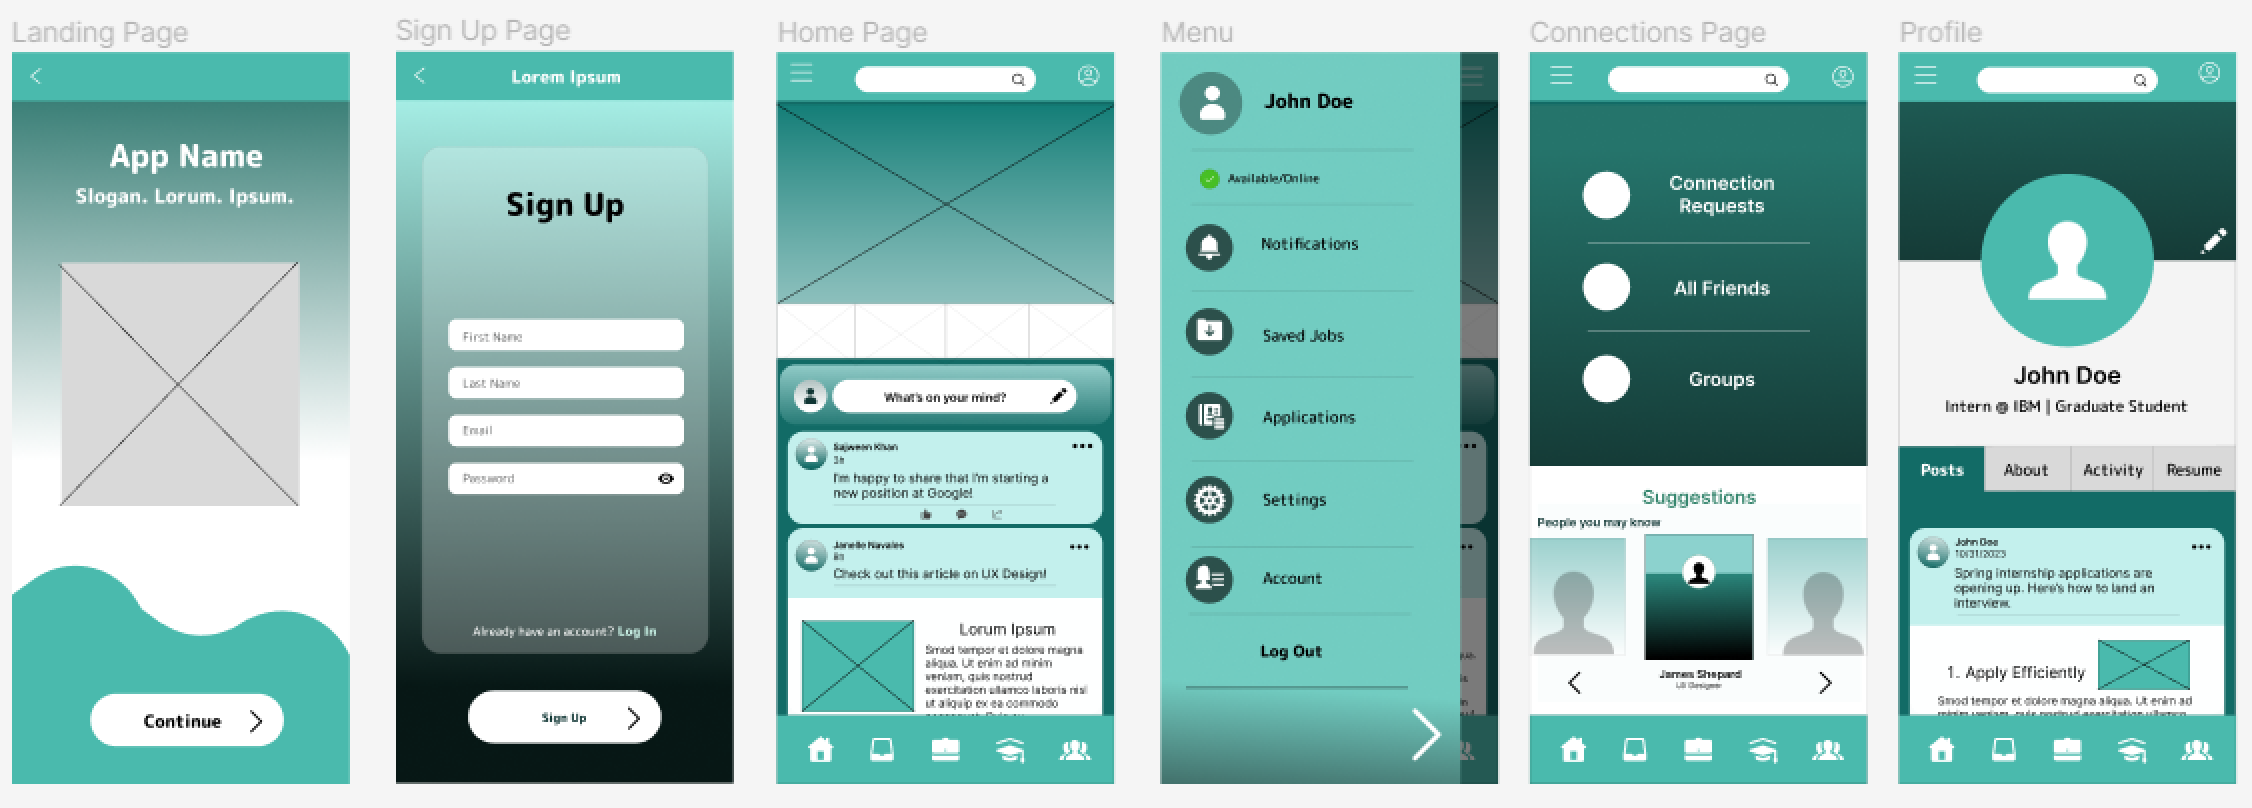 Landing Page
App Name
Slogan. Lorum. Ipsum.
Continue
Sign Up Page
Lorem Ipsum
Sign Up
First Name
Last Name
Email
Password
Already have an account? Log In
Sign Up
Home Page
What's on your mind?
Sajween Khan
3h
I'm happy to share that I'm starting a
new position at Google!
Janelle Navales
8h
Check out this article on UX Design!
Lorum Ipsum
Smod tempor et dolore magna
aliqua. Ut enim ad minim
veniam, quis nostrud
exercitation ullamco laboris nisi
ut aliquip ex ea commodo
Menu
John Doe
Available/Online
Notifications
Saved Jobs
Applications
Settings
Account
Log Out
Connections Page
Connection
Requests
All Friends
Groups
Suggestions
People you may know
James Shepard
UX Designer
Profile
John Doe
Intern @ IBM | Graduate Student
Posts
About
Activity
Resume
John Doe
10/31/2023
Spring internship applications are
opening up. Here's how to land an
interview.
1. Apply Efficiently
Smod tempor et dolore magna aliqua. Ut enim ad
minim veniam, quis nostrud exercitation ullamco